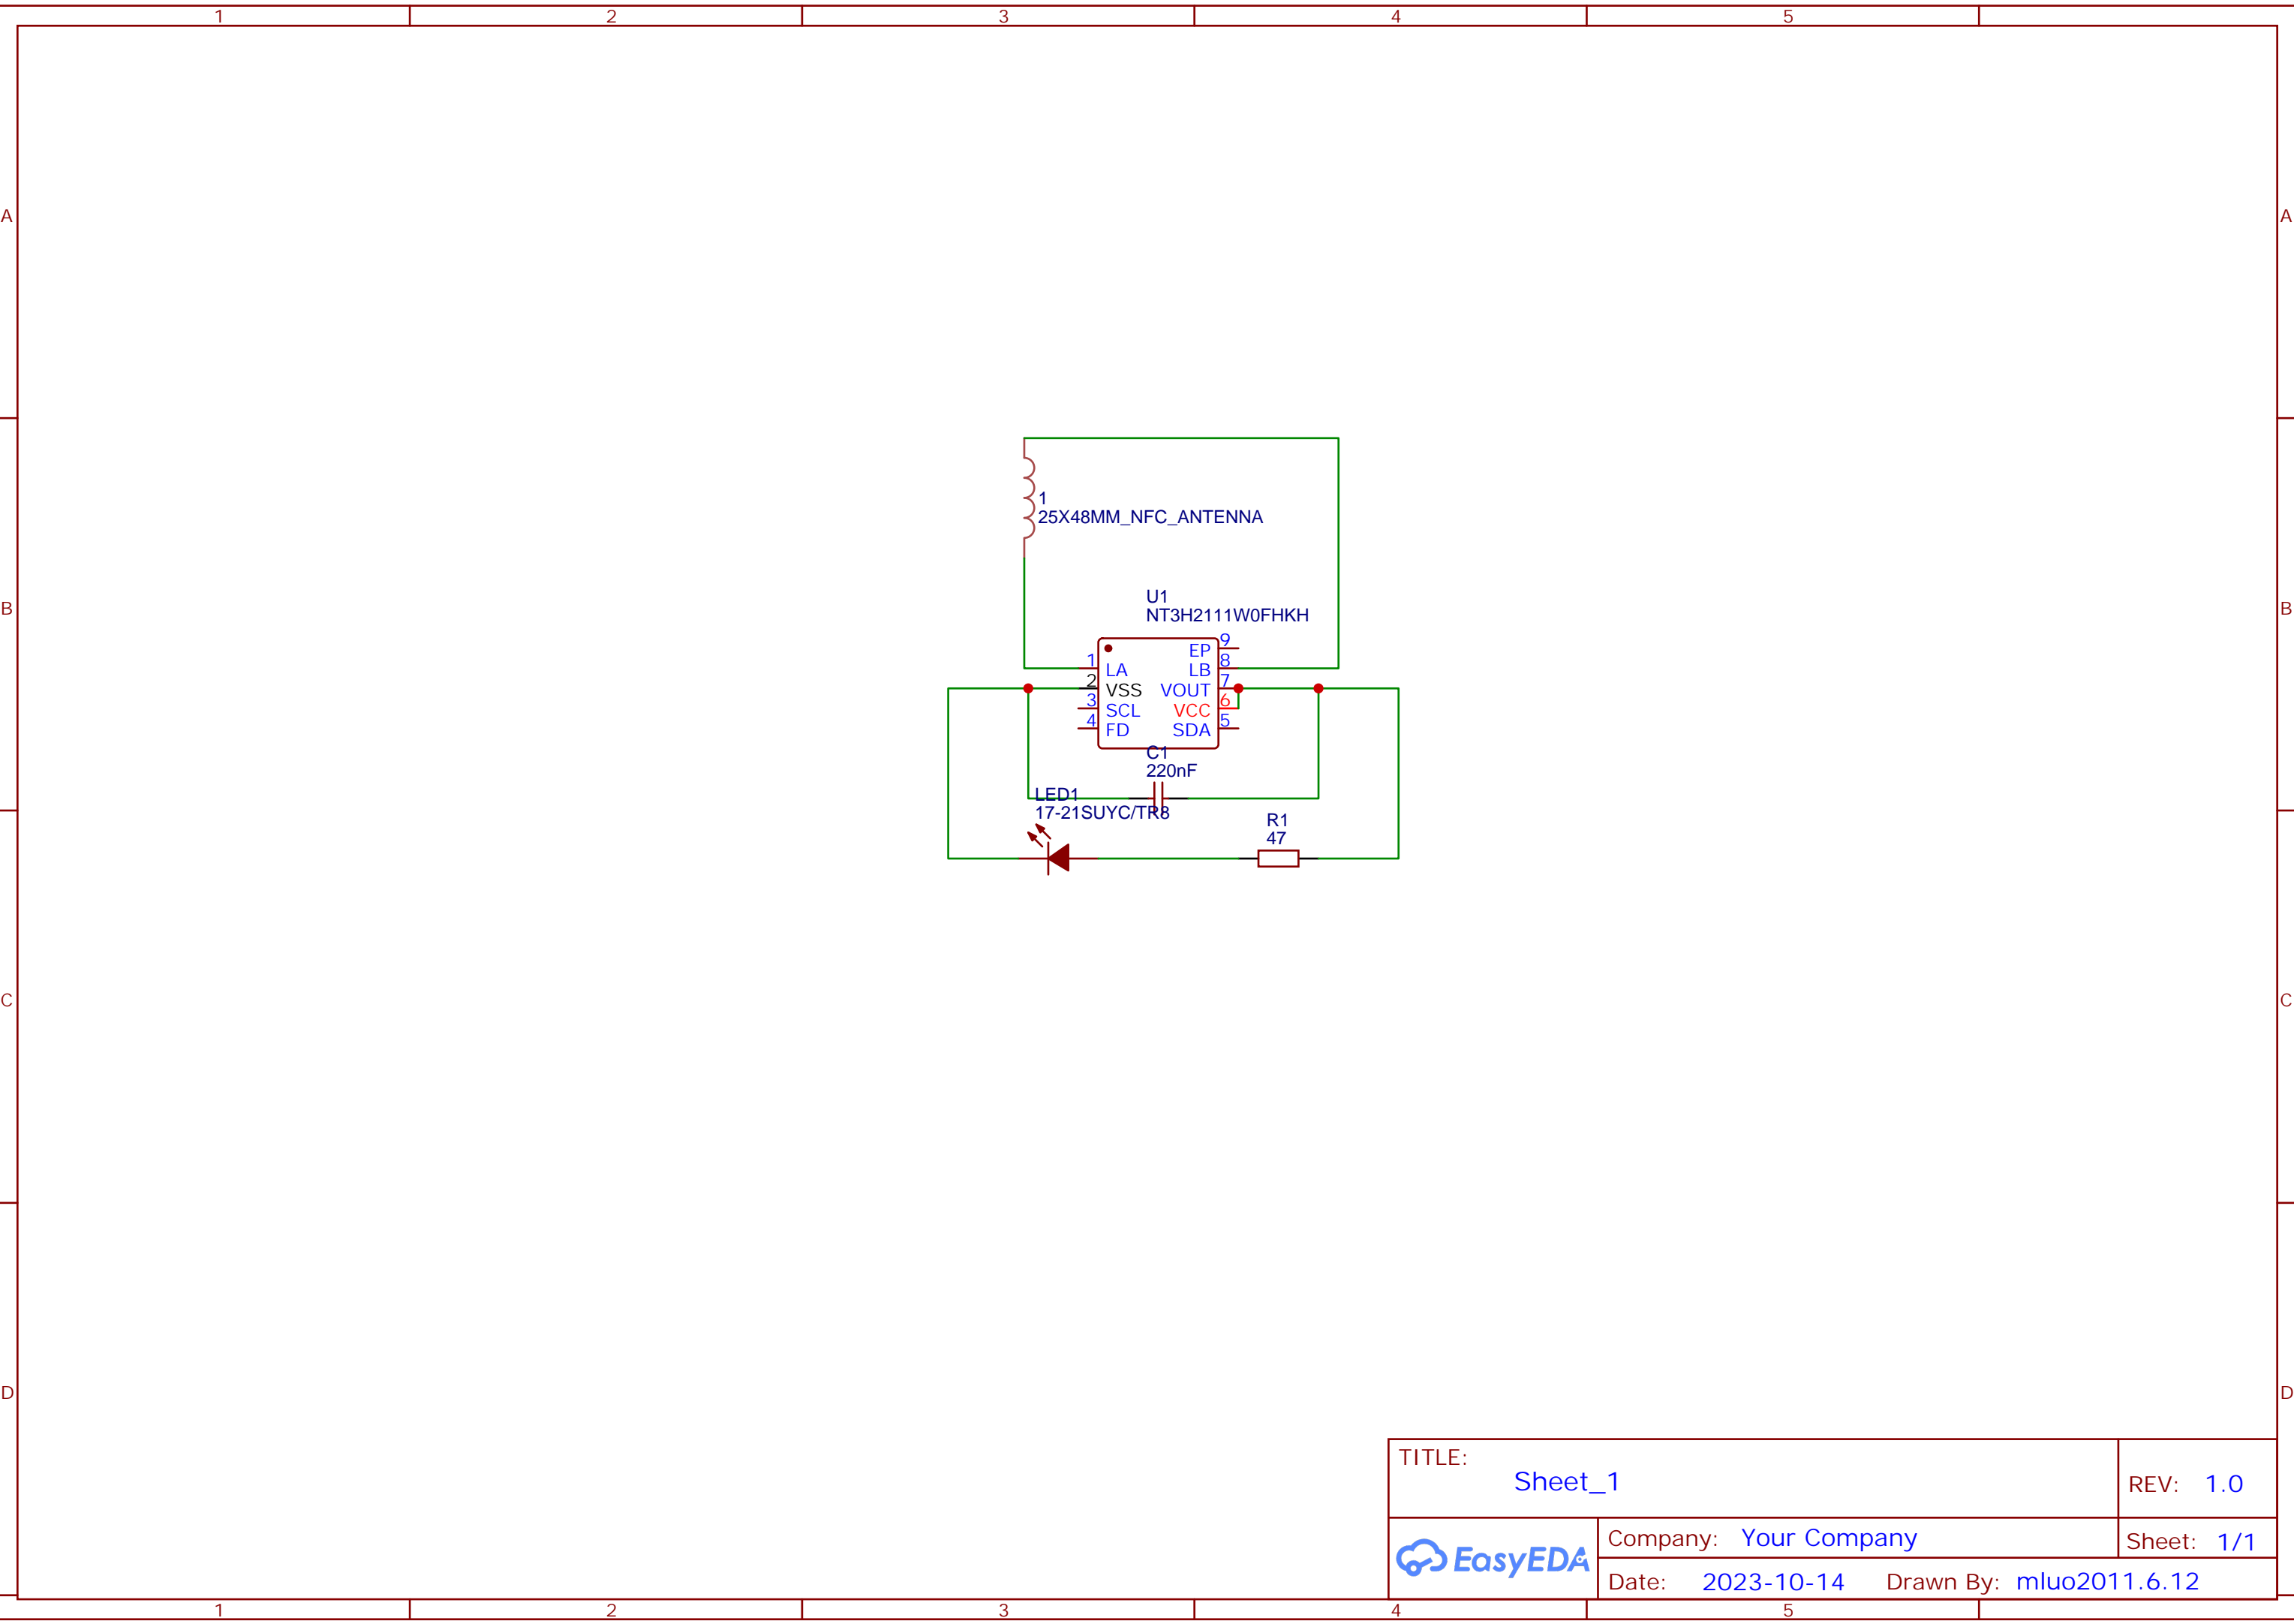 1 2 3 4 5
A A
1
25X48MM_NFC_ANTENNA
U1
NT3H2111W0FHKH
B B
9
EP
1 8
LA LB
2 7
VSS VOUT
3 6
SCL VCC
4 5
FD SDA
C1
220nF
LED1
17-21SUYC/TR8
R1
47
C C
D D
TITLE:
Sheet_1
REV: 1.0
EasyEDA
Company: Your Company
Sheet: 1/1
Date: 2023-10-14 Drawn By: mluo2011.6.12
1 2 3 4 5